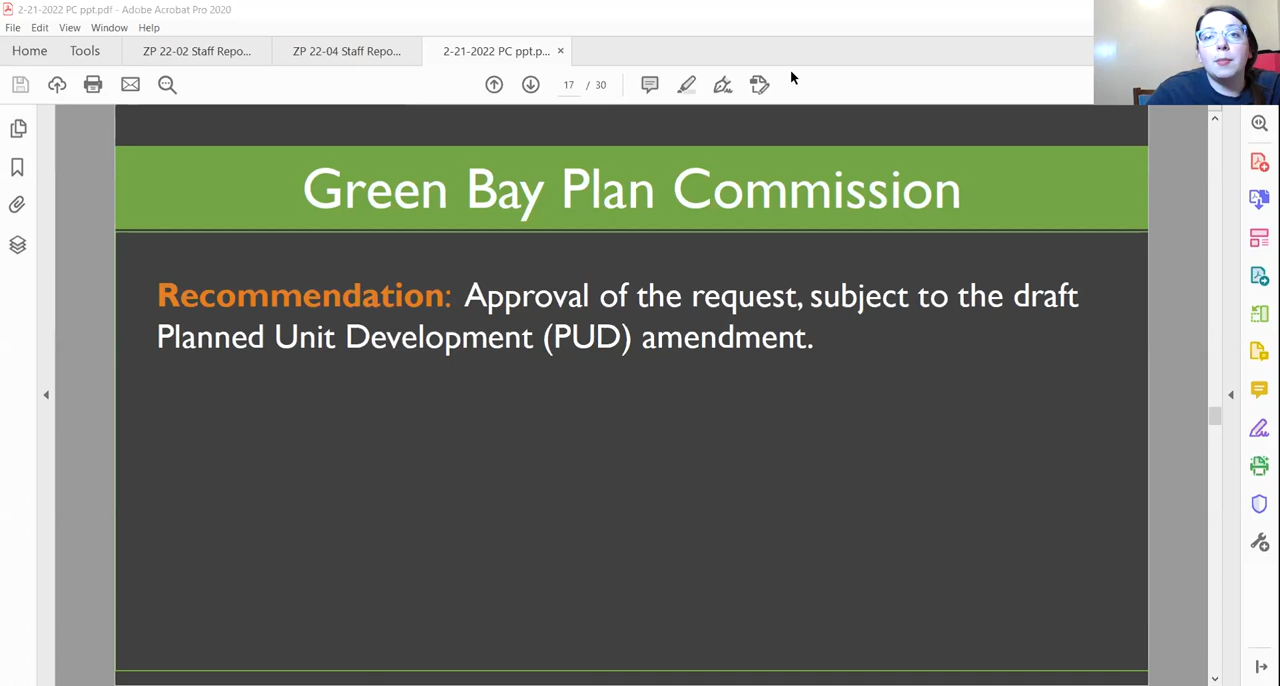 2-21-2022 PC ppt.pdf - Adobe Acrobat Pro 2020
File Edit View Window Help
Home Tools ZP 22-02 Staff Repo... ZP 22-04 Staff Repo... 2-21-2022 PC ppt.p... ×
17 / 30
Green Bay Plan Commission
Recommendation: Approval of the request, subject to the draft
Planned Unit Development (PUD) amendment.